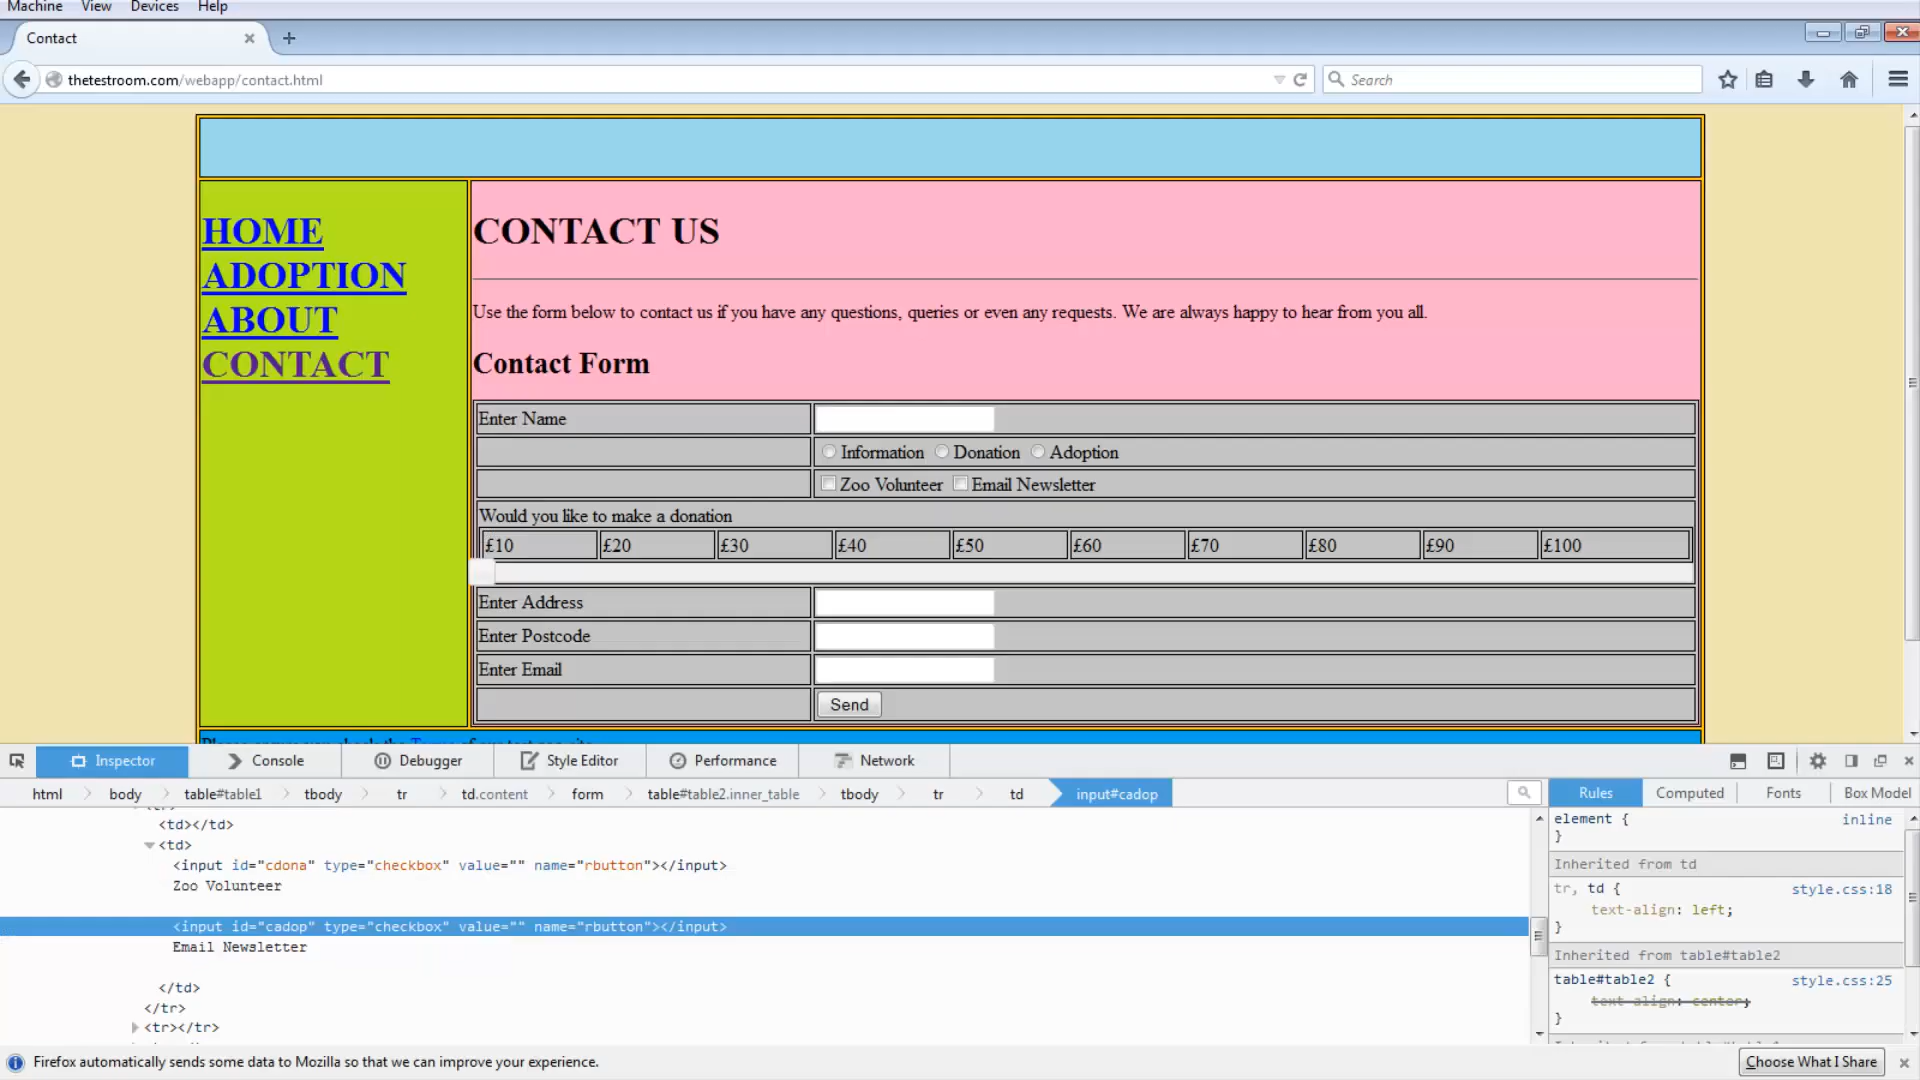 Machine View Devices Help
Contact
thetestroom.com/webapp/contact.html
Search
HOME
ADOPTION
ABOUT
CONTACT
CONTACT US
Use the form below to contact us if you have any questions, queries or even any requests. We are always happy to hear from you all.
Contact Form
Enter Name
Information Donation Adoption
Zoo Volunteer Email Newsletter
Would you like to make a donation
£10 £20 £30 £40 £50 £60 £70 £80 £90 £100
Enter Address
Enter Postcode
Enter Email
Send
Inspector Console Debugger Style Editor Performance Network
html body table#table1 tbody tr td.content form table#table2.inner_table tbody tr td input#cadop
Rules Computed Fonts Box Model
<td></td>
<td>
<input id="cdona" type="checkbox" value="" name="rbutton"></input>
Zoo Volunteer
<input id="cadop" type="checkbox" value="" name="rbutton"></input>
Email Newsletter
</td>
</tr>
<tr></tr>
element { inline
}
Inherited from td
tr, td { style.css:18
text-align: left;
}
Inherited from table#table2
table#table2 { style.css:25
text-align: center;
}
Firefox automatically sends some data to Mozilla so that we can improve your experience.
Choose What I Share